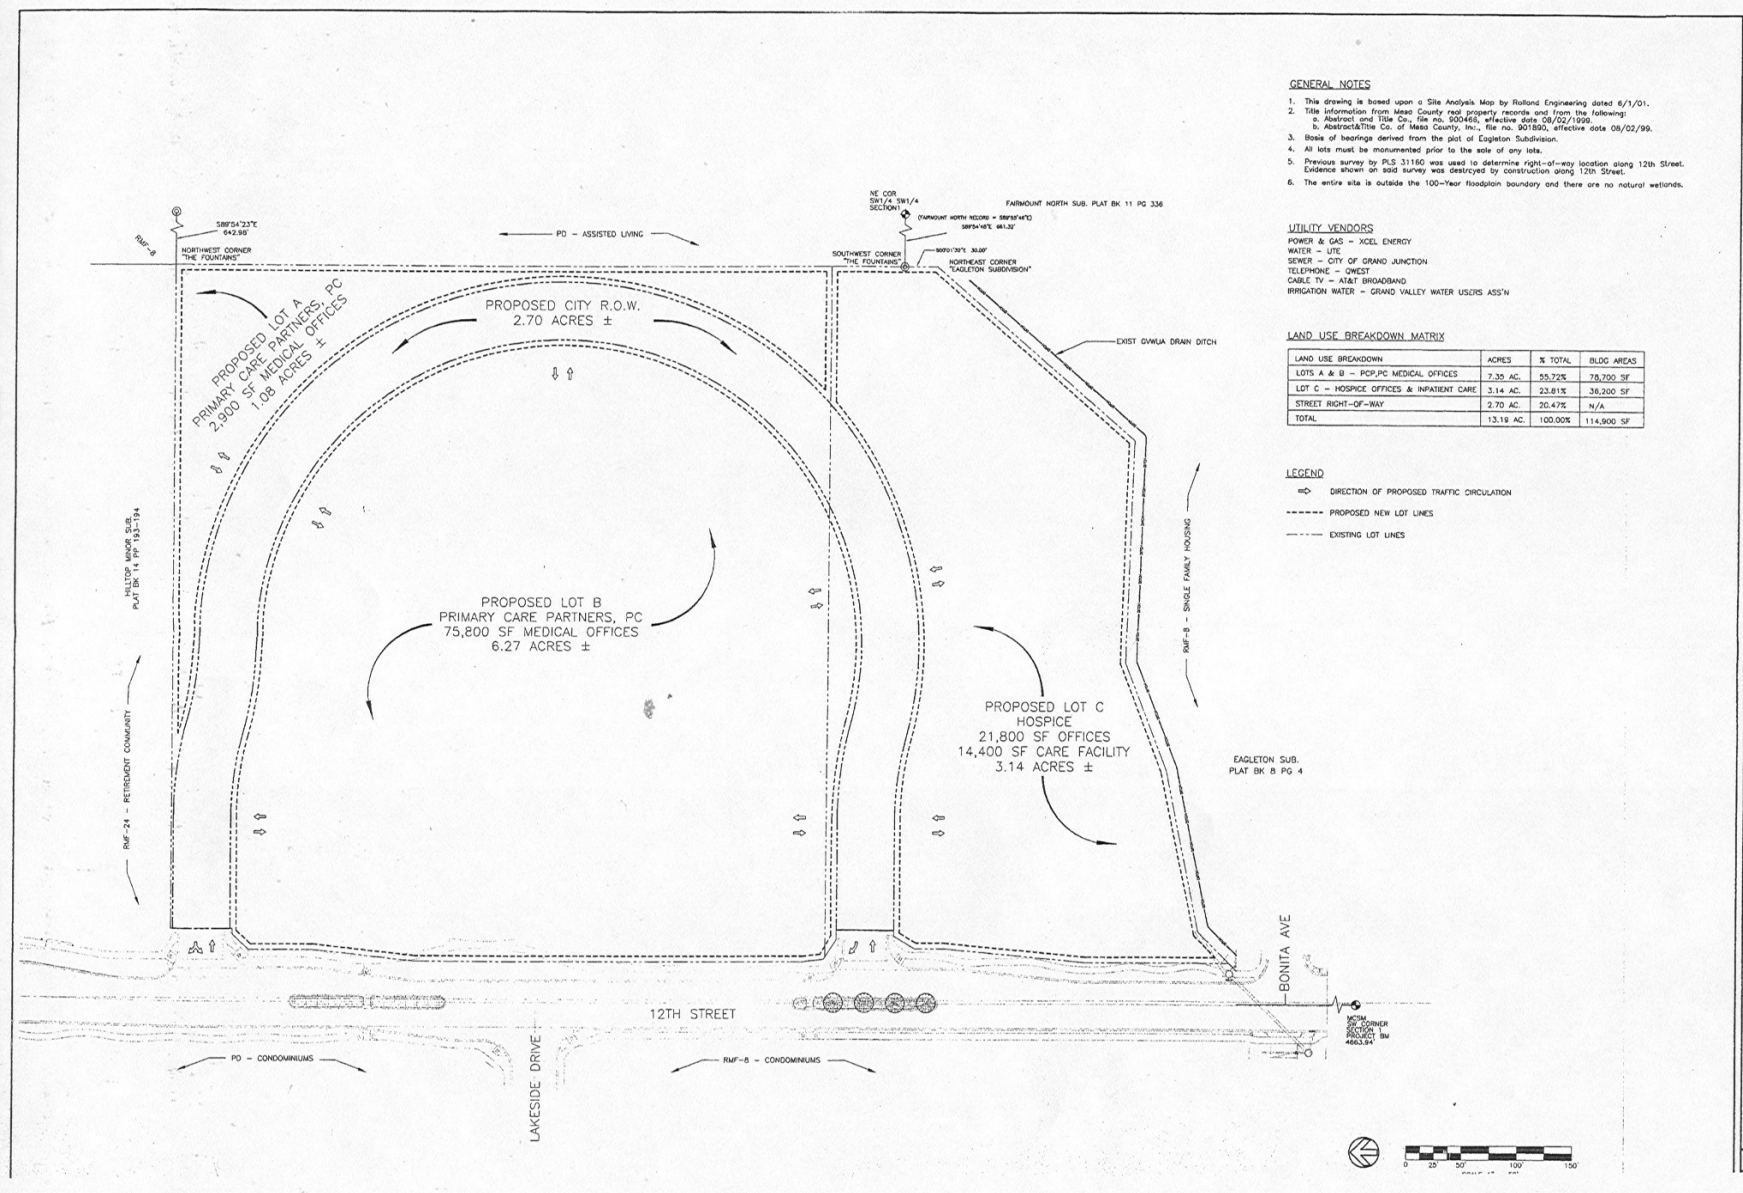 GENERAL NOTES
1. This drawing is based upon a Site Analysis Map by Rolland Engineering dated 6/1/01.
2. Title information from Mesa County real property records and from the following:
a. Abstract and Title Co., file no. 900466, effective date 08/02/1999.
b. Abstract&Title Co. of Mesa County, Inc., file no. 901890, effective date 08/02/99.
3. Basis of bearings derived from the plat of Eagleton Subdivision.
4. All lots must be monumented prior to the sale of any lots.
5. Previous survey by PLS 31160 was used to determine right-of-way location along 12th Street.
Evidence shown on said survey was destroyed by construction along 12th Street.
6. The entire site is outside the 100-Year floodplain boundary and there are no natural wetlands.
UTILITY VENDORS
POWER & GAS - XCEL ENERGY
WATER - UTE
SEWER - CITY OF GRAND JUNCTION
TELEPHONE - QWEST
CABLE TV - AT&T BROADBAND
IRRIGATION WATER - GRAND VALLEY WATER USERS ASS'N
LAND USE BREAKDOWN MATRIX
LAND USE BREAKDOWN ACRES % TOTAL BLDG AREAS
LOTS A & B - PCP,PC MEDICAL OFFICES 7.35 AC. 55.72% 78,700 SF
LOT C - HOSPICE OFFICES & INPATIENT CARE 3.14 AC. 23.81% 36,200 SF
STREET RIGHT-OF-WAY 2.70 AC. 20.47% N/A
TOTAL 13.19 AC. 100.00% 114,900 SF
LEGEND
DIRECTION OF PROPOSED TRAFFIC CIRCULATION
PROPOSED NEW LOT LINES
EXISTING LOT LINES
NE COR
SW1/4 SW1/4
SECTION1
FAIRMOUNT NORTH SUB. PLAT BK 11 PG 336
S89°54'23"E
642.98'
RMF-8
NORTHWEST CORNER
"THE FOUNTAINS"
PD - ASSISTED LIVING
SOUTHWEST CORNER
"THE FOUNTAINS"
NORTHEAST CORNER
"EAGLETON SUBDIVISION"
PROPOSED LOT A
PRIMARY CARE PARTNERS, PC
2,900 SF MEDICAL OFFICES
1.08 ACRES ±
PROPOSED CITY R.O.W.
2.70 ACRES ±
EXIST GVWUA DRAIN DITCH
HILLTOP MINOR SUB.
PLAT BK 14 PP 193-194
RMF-24 - RETIREMENT COMMUNITY
PROPOSED LOT B
PRIMARY CARE PARTNERS, PC
75,800 SF MEDICAL OFFICES
6.27 ACRES ±
RMF-8 - SINGLE FAMILY HOUSING
PROPOSED LOT C
HOSPICE
21,800 SF OFFICES
14,400 SF CARE FACILITY
3.14 ACRES ±
EAGLETON SUB.
PLAT BK 8 PG 4
BONITA AVE
12TH STREET
MCSM
SW CORNER
SECTION 1
PROJECT BM
4663.94'
PD - CONDOMINIUMS
LAKESIDE DRIVE
RMF-8 - CONDOMINIUMS
0 25' 50' 100' 150'